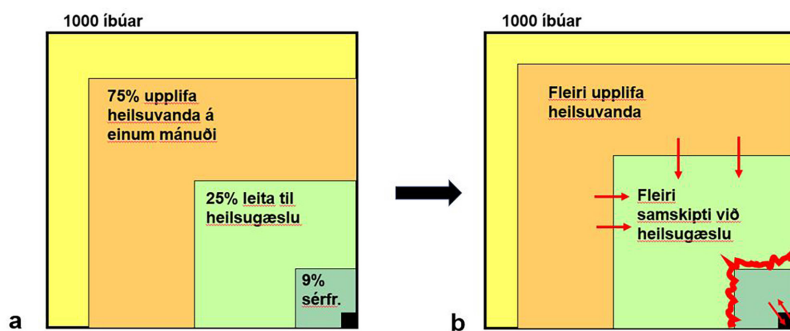 1000 íbúar
75% upplifa
heilsuvanda á
einum mánuði
25% leita til
heilsugæslu
9%
sérfr.
a
1000 íbúar
Fleiri upplifa
heilsuvanda
Fleiri
samskipti við
heilsugæslu
b